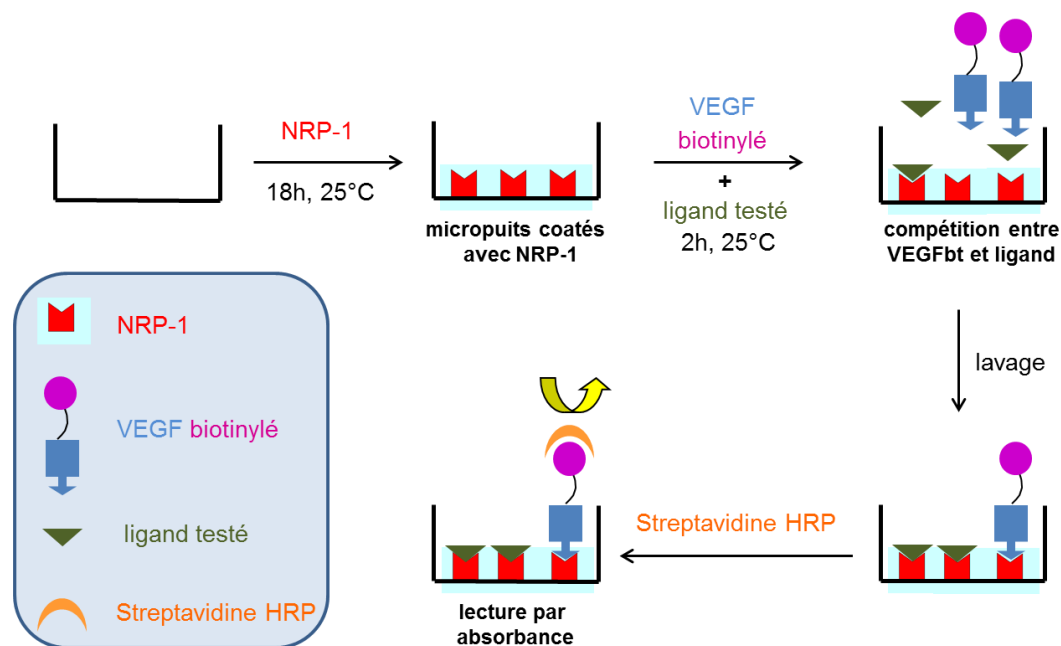 NRP-1
18h, 25°C
micropuits coatés
avec NRP-1
VEGF
biotinylé
+
ligand testé
2h, 25°C
compétition entre
VEGFbt et ligand
lavage
Streptavidine HRP
lecture par
absorbance
NRP-1
VEGF biotinylé
ligand testé
Streptavidine HRP